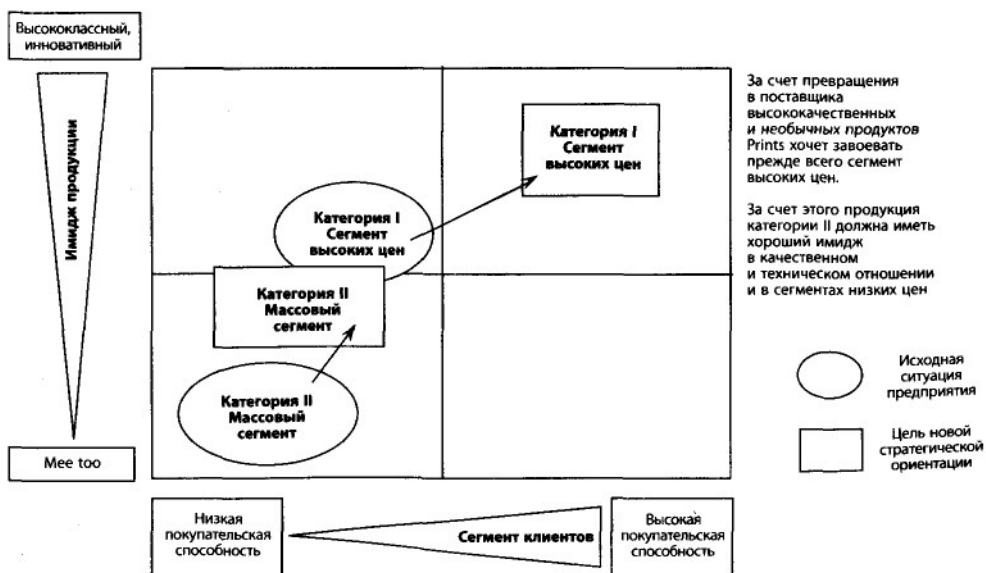 Высококлассный,
инновативный
Имидж продукции
Mee too
Категория I
Сегмент
высоких цен
Категория I
Сегмент
высоких цен
Категория II
Массовый
сегмент
Категория II
Массовый
сегмент
За счет превращения
в поставщика
высококачественных
и необычных продуктов
Prints хочет завоевать
прежде всего сегмент
высоких цен.
За счет этого продукция
категории II должна иметь
хороший имидж
в качественном
и техническом отношении
и в сегментах низких цен
Исходная
ситуация
предприятия
Цель новой
стратегической
ориентации
Низкая
покупательская
способность
Сегмент клиентов
Высокая
покупательская
способность